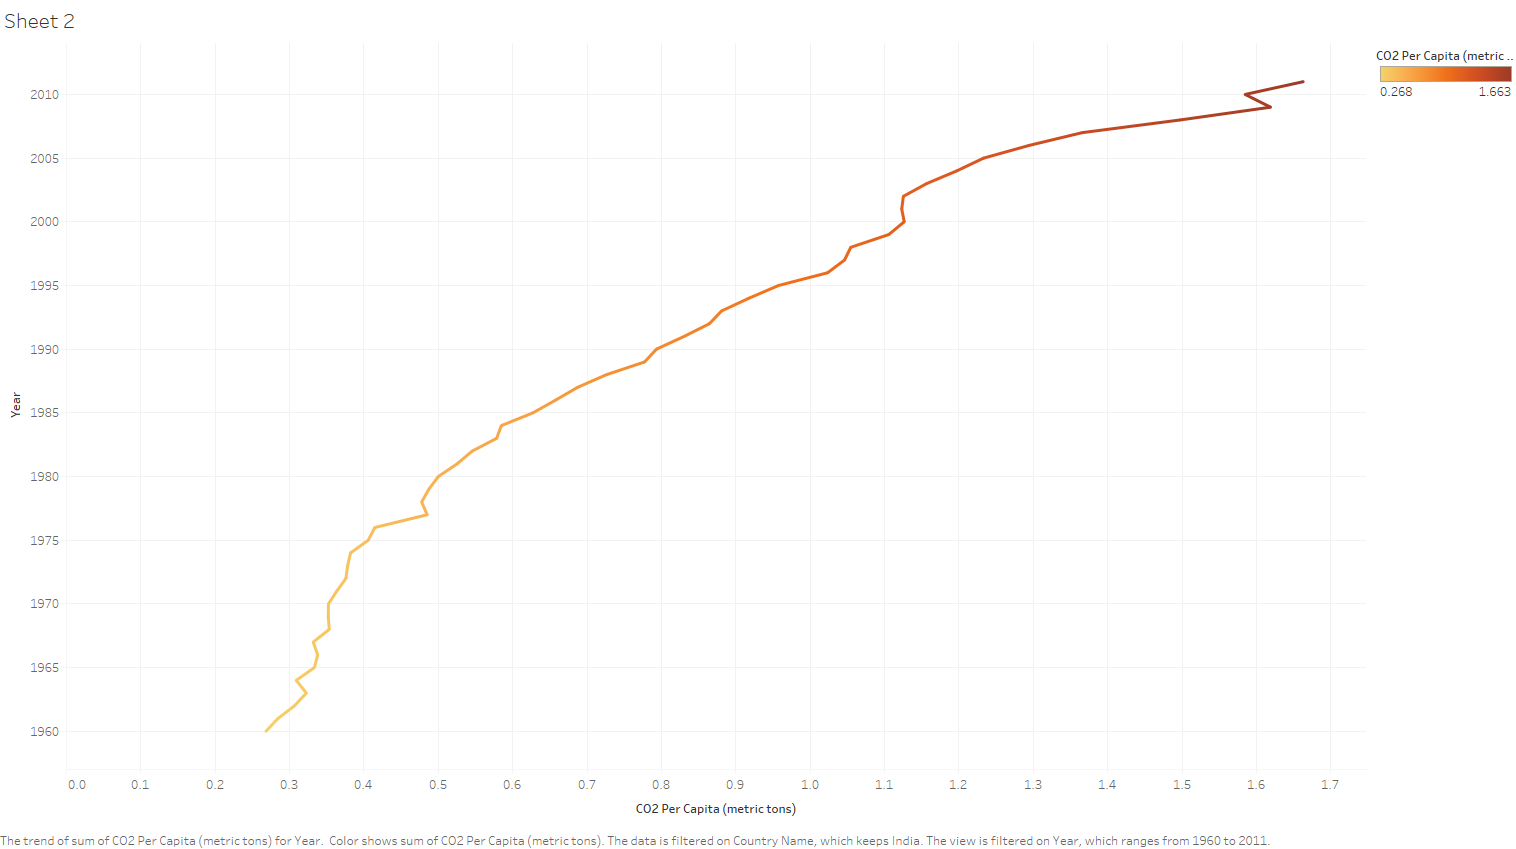 Sheet 2
CO2 Per Capita (metric ..
0.268 1.663
2010
2005
2000
1995
1990
Year
1985
1980
1975
1970
1965
1960
0.0 0.1 0.2 0.3 0.4 0.5 0.6 0.7 0.8 0.9 1.0 1.1 1.2 1.3 1.4 1.5 1.6 1.7
CO2 Per Capita (metric tons)
The trend of sum of CO2 Per Capita (metric tons) for Year.  Color shows sum of CO2 Per Capita (metric tons). The data is filtered on Country Name, which keeps India. The view is filtered on Year, which ranges from 1960 to 2011.